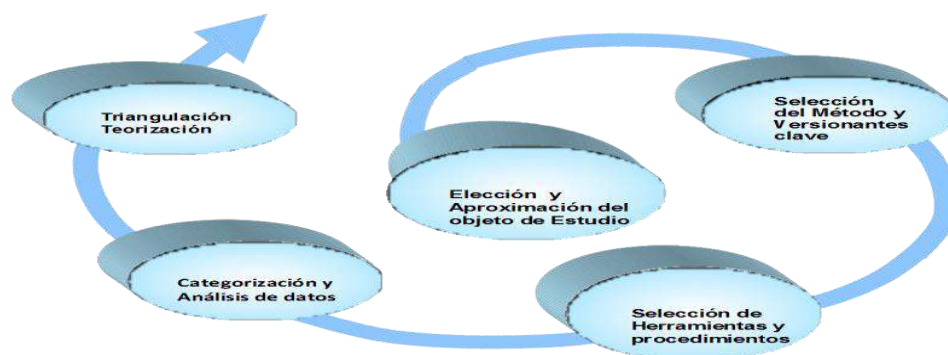 Triangulación
Teorización
Selección
del Método y
Versionantes
clave
Elección y
Aproximación del
objeto de Estudio
Categorización y
Análisis de datos
Selección de
Herramientas y
procedimientos